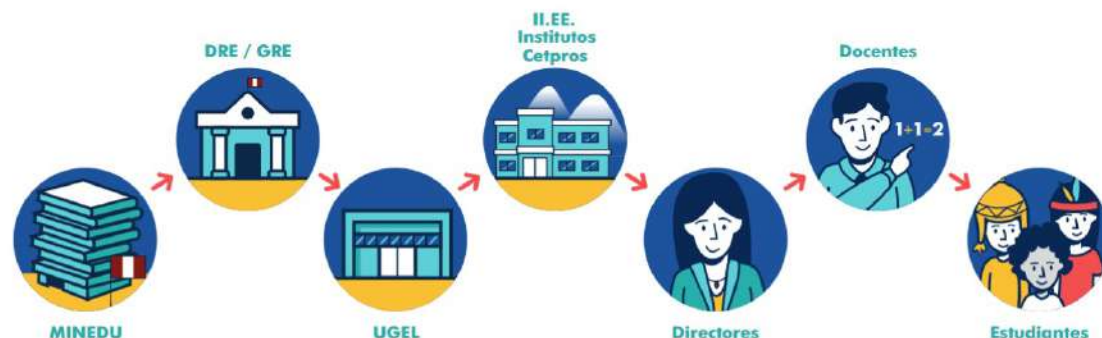 MINEDU
DRE / GRE
UGEL
II.EE.
Institutos
Cetpros
Directores
Docentes
1+1=2
Estudiantes